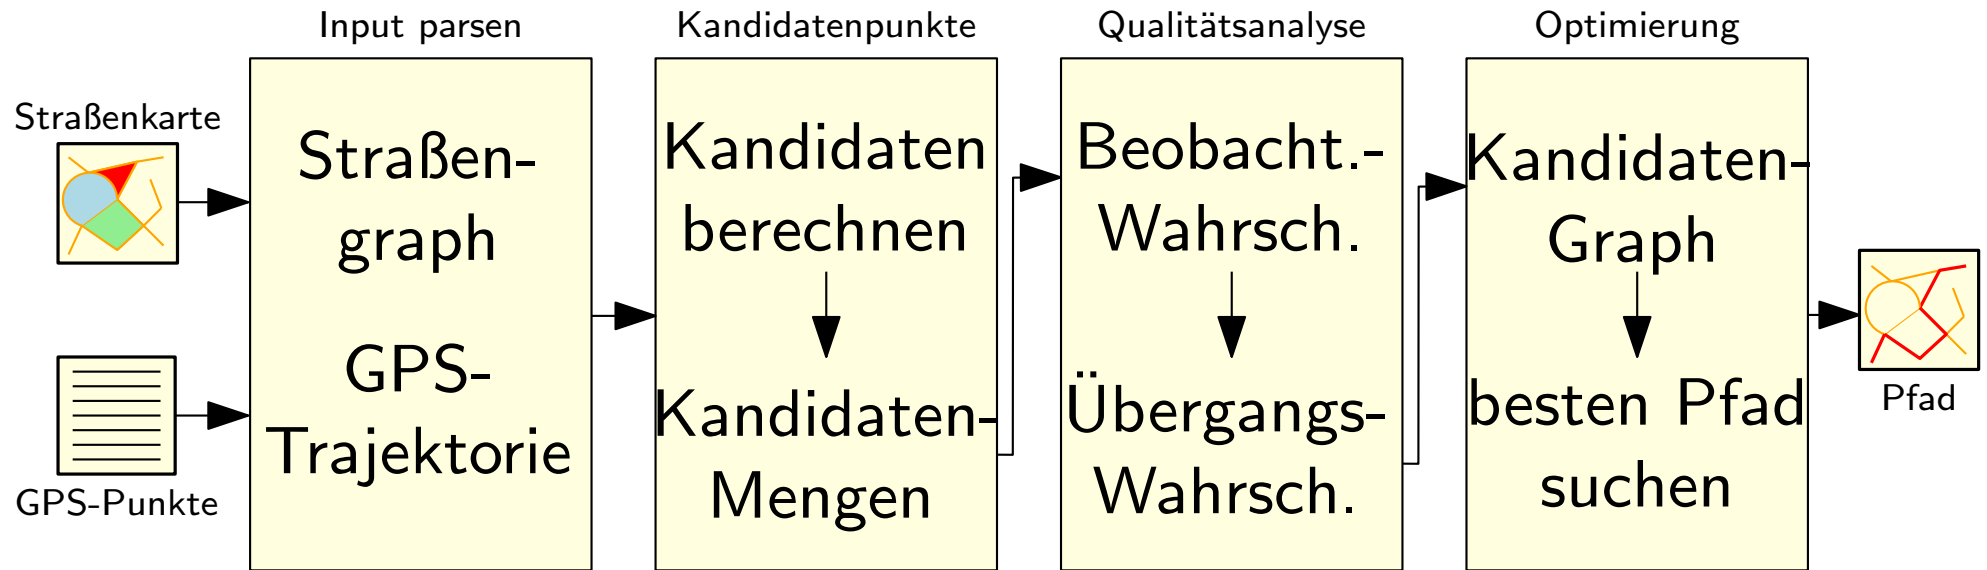 Input parsen
Kandidatenpunkte
Qualitätsanalyse
Optimierung
Straßenkarte
GPS-Punkte
Straßen-
graph
GPS-
Trajektorie
Kandidaten
berechnen
Kandidaten-
Mengen
Beobacht.-
Wahrsch.
Übergangs-
Wahrsch.
Kandidaten-
Graph
besten Pfad
suchen
Pfad